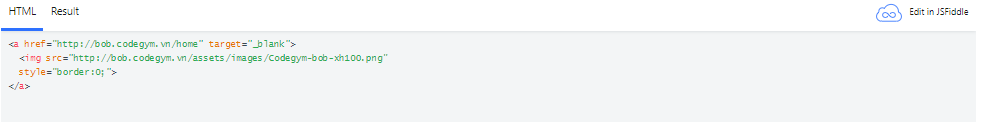 HTML Result Edit in JSFiddle
<a href="http://bob.codegym.vn/home" target="_blank">
<img src="http://bob.codegym.vn/assets/images/Codegym-bob-xh100.png"
style="border:0;">
</a>